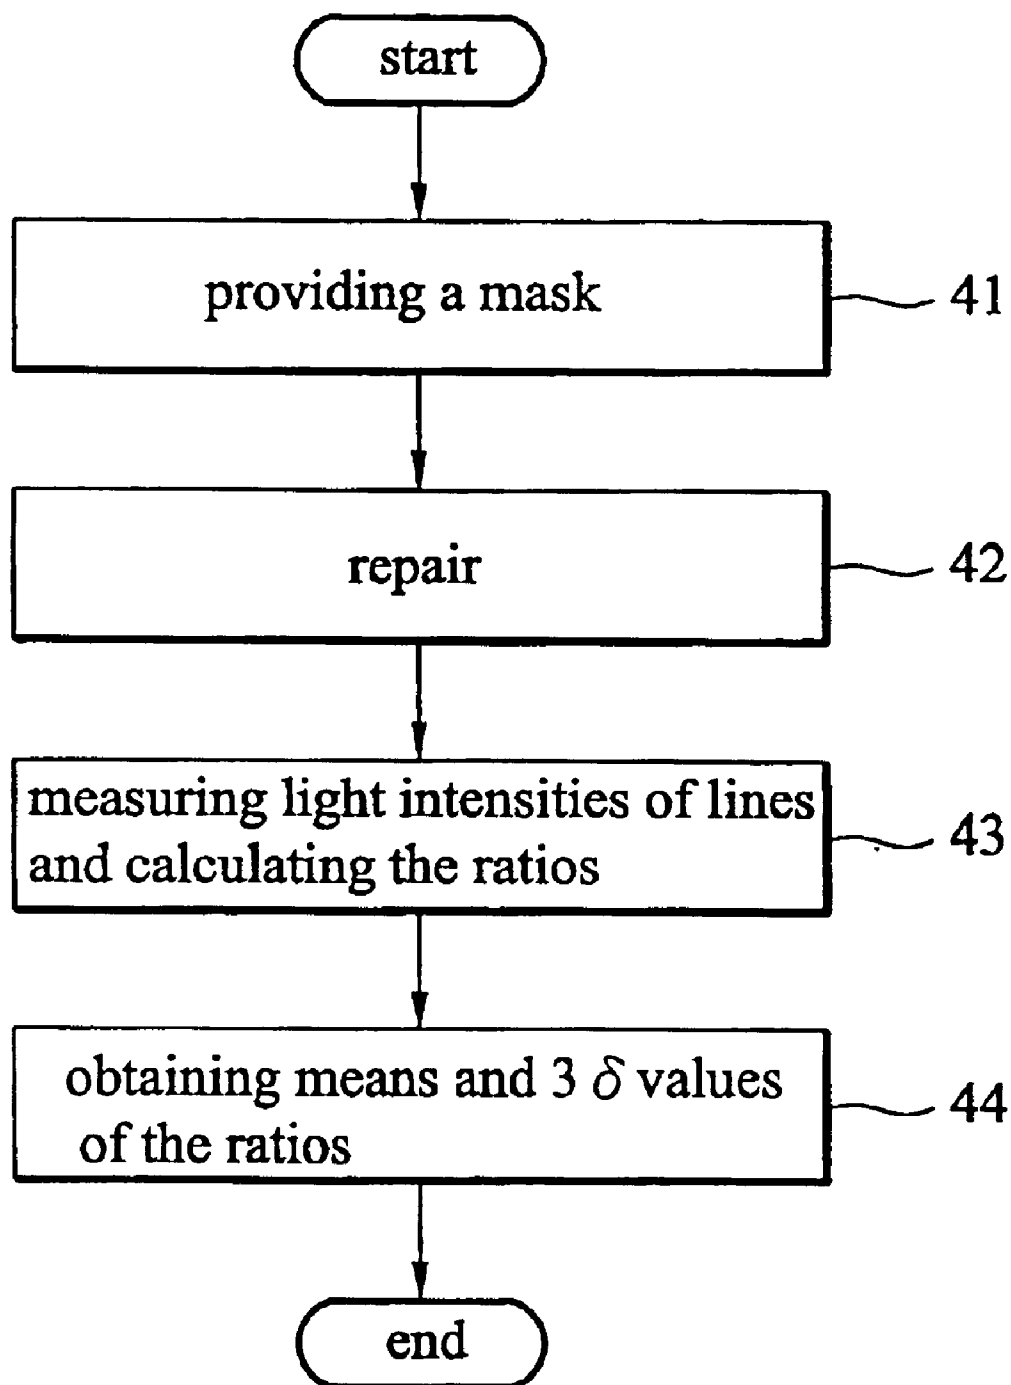 start
providing a mask
41
repair
42
measuring light intensities of lines
and calculating the ratios
43
obtaining means and 3 δ values
of the ratios
44
end